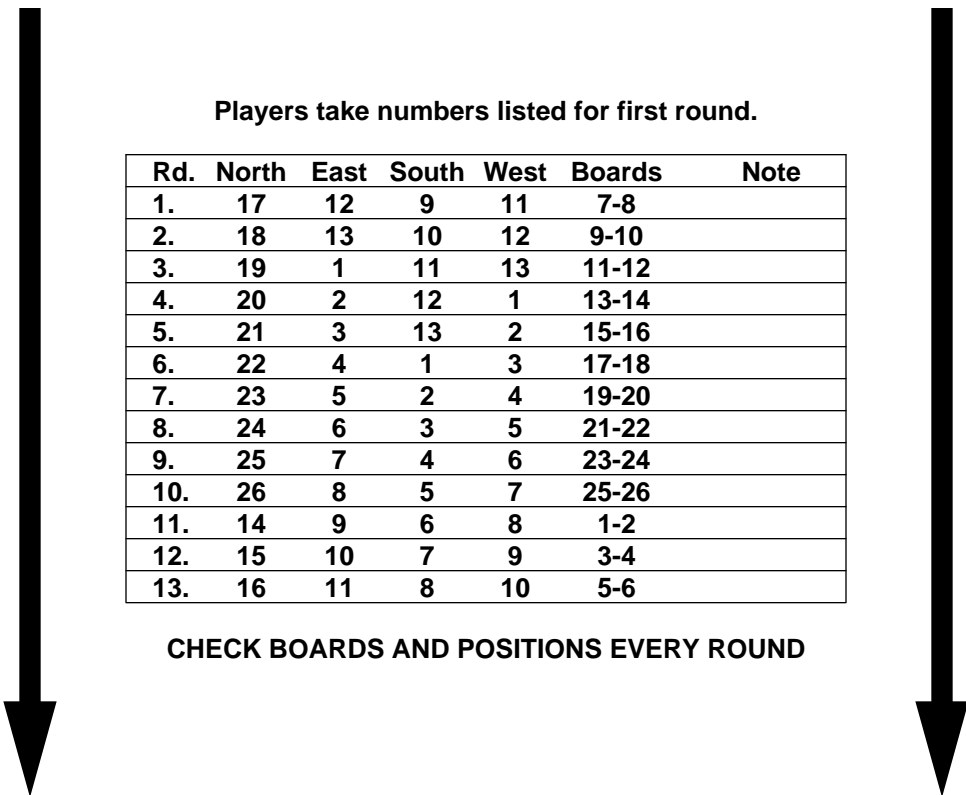 Players take numbers listed for first round.
Rd. North East South West Boards Note
1. 17 12 9 11 7-8
2. 18 13 10 12 9-10
3. 19 1 11 13 11-12
4. 20 2 12 1 13-14
5. 21 3 13 2 15-16
6. 22 4 1 3 17-18
7. 23 5 2 4 19-20
8. 24 6 3 5 21-22
9. 25 7 4 6 23-24
10. 26 8 5 7 25-26
11. 14 9 6 8 1-2
12. 15 10 7 9 3-4
13. 16 11 8 10 5-6
CHECK BOARDS AND POSITIONS EVERY ROUND